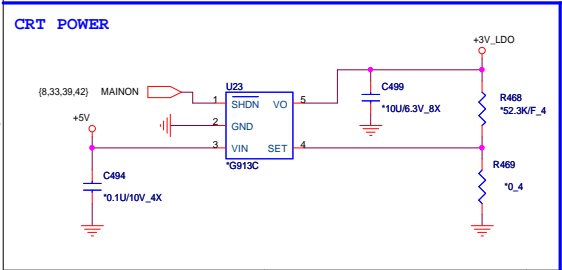 CRT POWER
+3V_LDO
{8,33,39,42} MAINON
U23
1 SHDN VO 5
2 GND
3 VIN SET 4
*G913C
+5V
C494
*0.1U/10V_4X
C499
*10U/6.3V_8X
R468
*52.3K/F_4
R469
*0_4